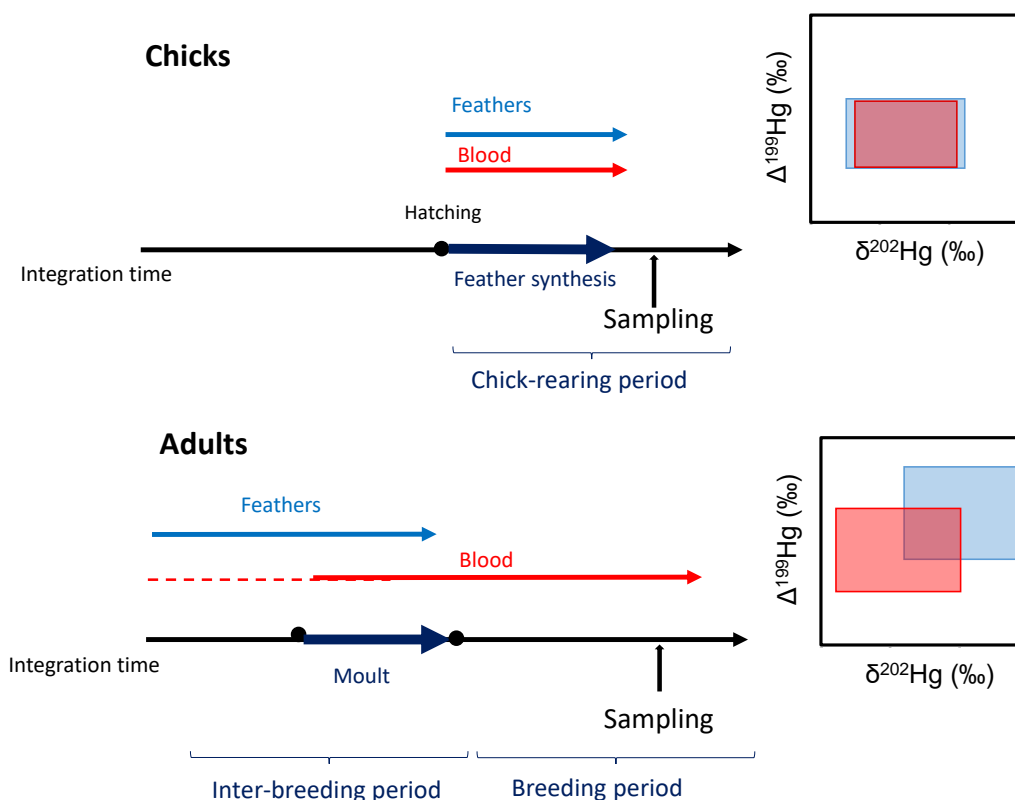 Chicks
Feathers
Blood
Hatching
Integration time
Feather synthesis
Sampling
Chick-rearing period
Δ¹⁹⁹Hg (‰)
δ²⁰²Hg (‰)
Adults
Feathers
Blood
Integration time
Moult
Sampling
Inter-breeding period
Breeding period
Δ¹⁹⁹Hg (‰)
δ²⁰²Hg (‰)